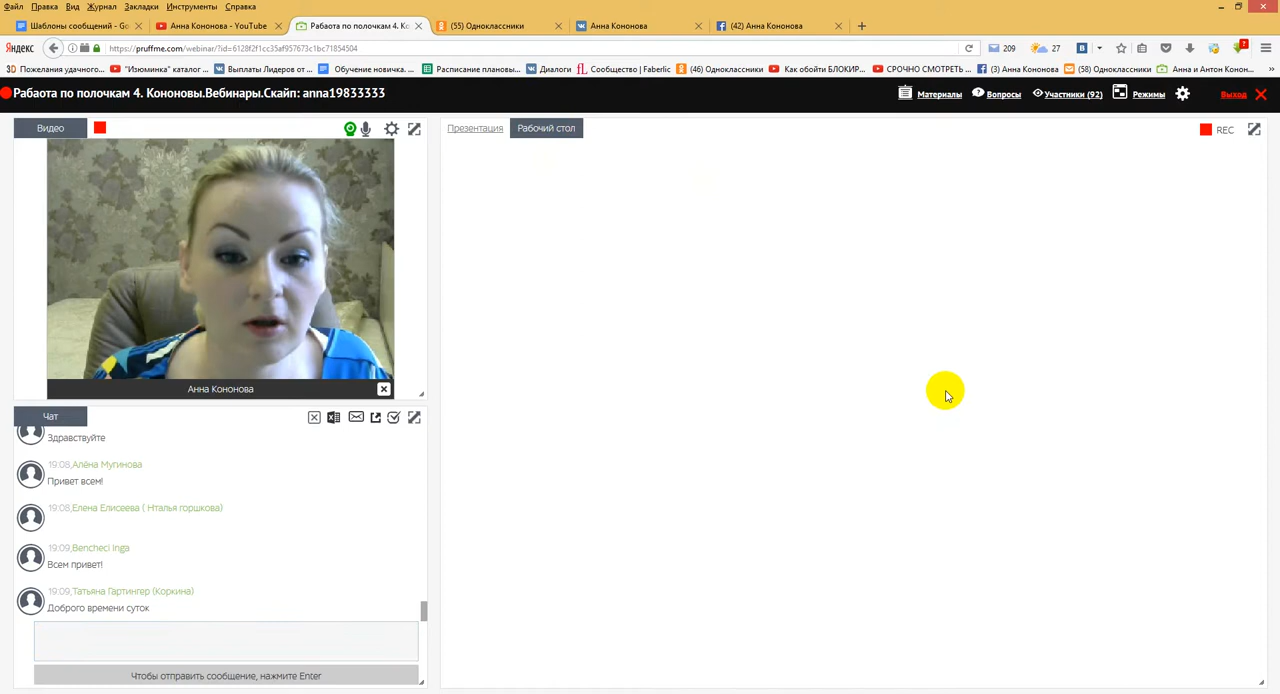 Файл Правка Вид Журнал Закладки Инструменты Справка
Шаблоны сообщений - Go Анна Кононова - YouTube Рабаота по полочкам 4. К (55) Одноклассники Анна Кононова (42) Анна Кононова
Яндекс https://pruffme.com/webinar/?id=6128f2f1cc35af957673c1bc71854504 209 27
3D Пожелания удачного... "Изюминка" каталог ... Выплаты Лидеров от ... Обучение новичка. ... Расписание плановы... Диалоги Сообщество | Faberlic (46) Одноклассники Как обойти БЛОКИР... СРОЧНО СМОТРЕТЬ ... (3) Анна Кононова (58) Одноклассники Анна и Антон Конон...
Рабаота по полочкам 4. Кононовы.Вебинары.Скайп: anna19833333 Материалы Вопросы Участники (92) Режимы Выход
Видео Презентация Рабочий стол REC
Анна Кононова
Чат
Здравствуйте
19:08,Алёна Мугинова
Привет всем!
19:08,Елена Елисеева ( Нталья горшкова)
19:09,Bencheci Inga
Всем привет!
19:09,Татьяна Гартингер (Коркина)
Доброго времени суток
Чтобы отправить сообщение, нажмите Enter